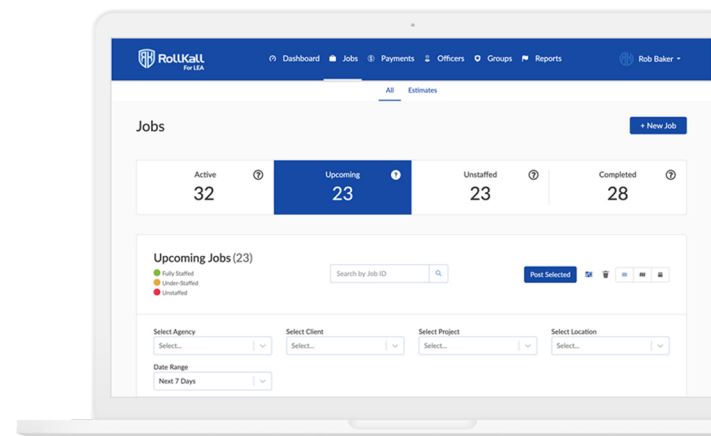 RollKall
For LEA
Dashboard Jobs Payments Officers Groups Reports
Rob Baker
All Estimates
Jobs
+ New Job
Active ?
32
Upcoming ?
23
Unstaffed ?
23
Completed ?
28
Upcoming Jobs (23)
Fully Staffed
Under-Staffed
Unstaffed
Search by Job ID
Post Selected
Select Agency
Select...
Select Client
Select...
Select Project
Select...
Select Location
Select...
Date Range
Next 7 Days